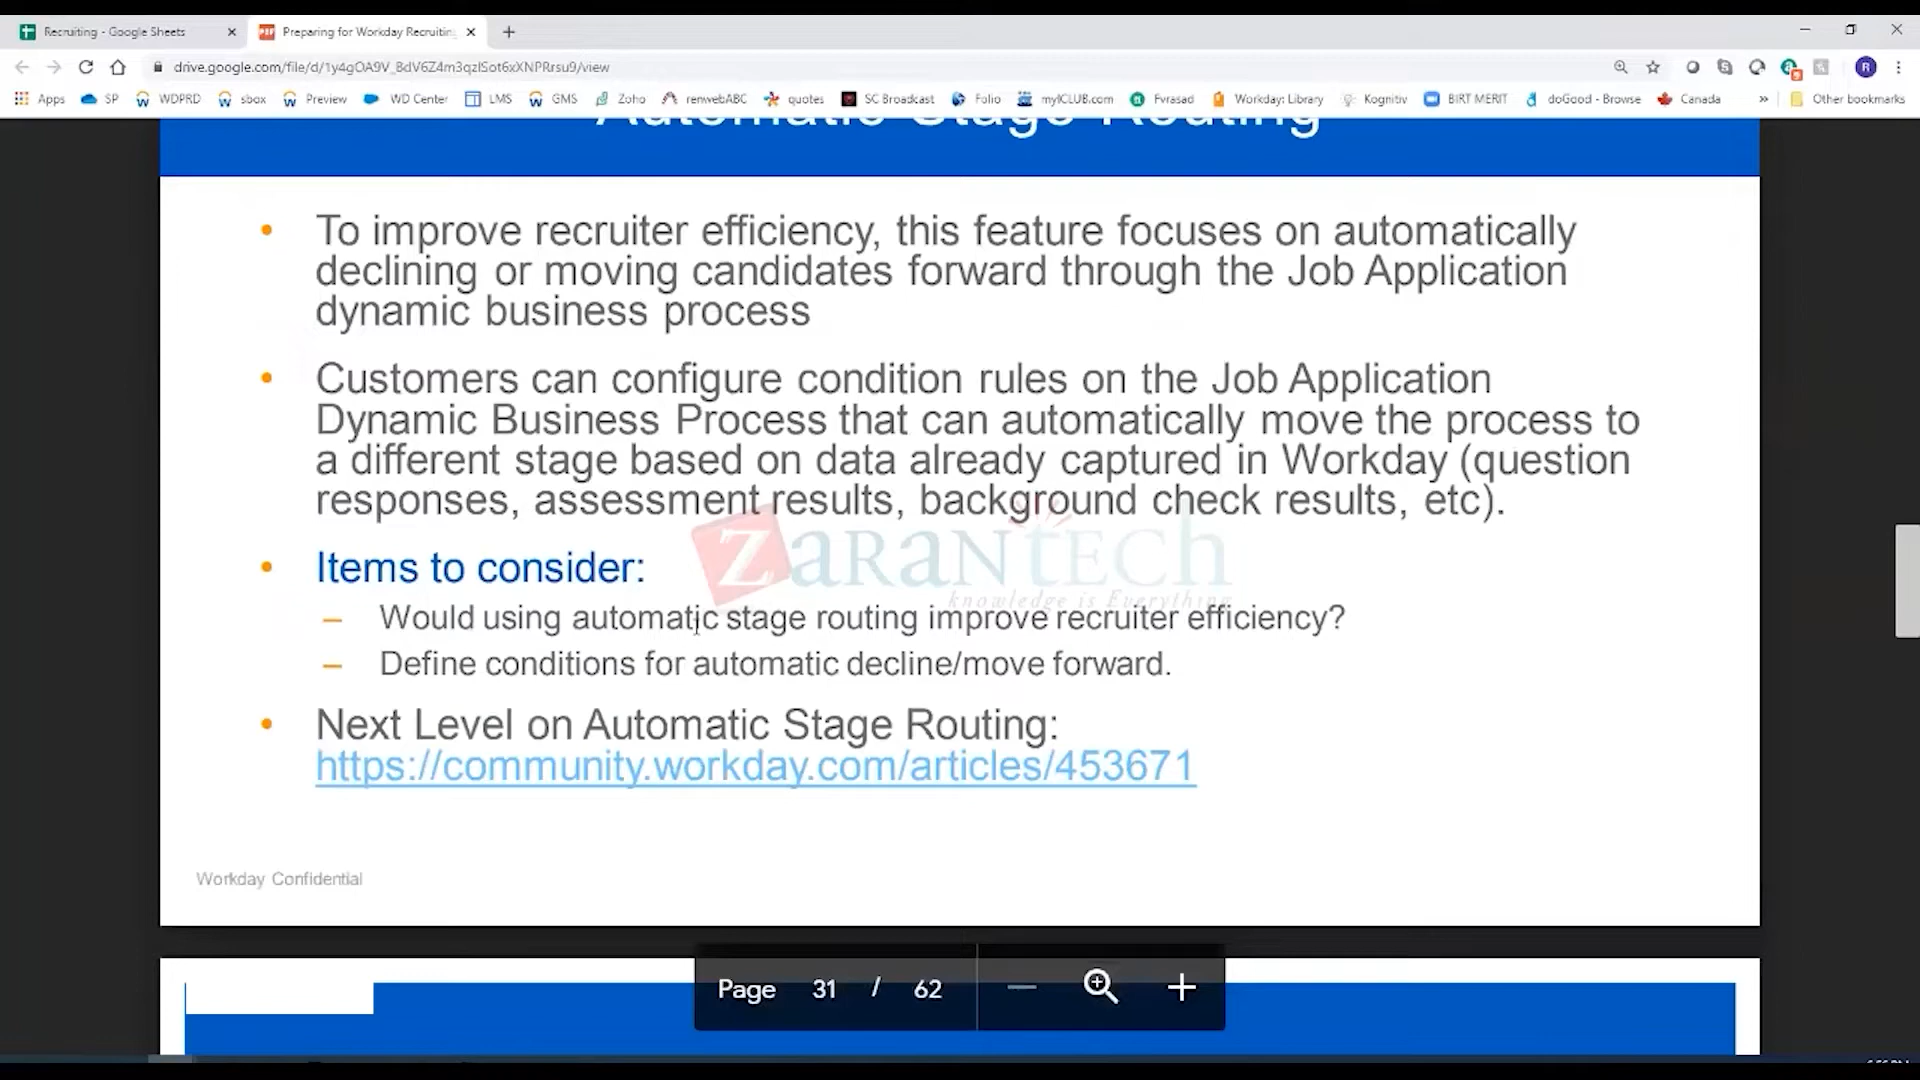 Recruiting - Google Sheets
Preparing for Workday Recruitin
drive.google.com/file/d/1y4gOA9V_BdV6Z4m3qzISot6xXNPRrsu9/view
Apps SP WDPRD sbox Preview WD Center LMS GMS Zoho renwebABC quotes SC Broadcast Folio myICLUB.com Fvrasad Workday: Library Kognitiv BIRT MERIT doGood - Browse Canada » Other bookmarks
Automatic Stage Routing
• To improve recruiter efficiency, this feature focuses on automatically
declining or moving candidates forward through the Job Application
dynamic business process
• Customers can configure condition rules on the Job Application
Dynamic Business Process that can automatically move the process to
a different stage based on data already captured in Workday (question
responses, assessment results, background check results, etc).
ZARANTECH
knowledge is Everything
• Items to consider:
– Would using automatic stage routing improve recruiter efficiency?
– Define conditions for automatic decline/move forward.
• Next Level on Automatic Stage Routing:
https://community.workday.com/articles/453671
Workday Confidential
Page 31 / 62